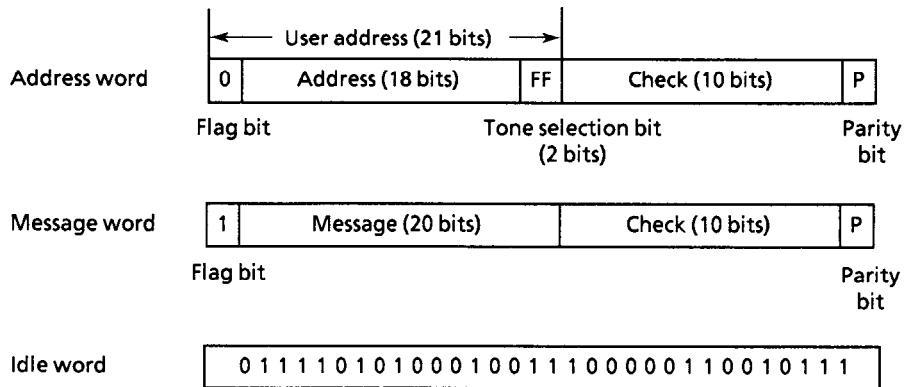 User address (21 bits)
Address word 0 Address (18 bits) FF Check (10 bits) P
Flag bit Tone selection bit Parity
(2 bits) bit
Message word 1 Message (20 bits) Check (10 bits) P
Flag bit Parity
bit
Idle word 0 1 1 1 1 0 1 0 1 0 0 0 1 0 0 1 1 1 0 0 0 0 0 1 1 0 0 1 0 1 1 1